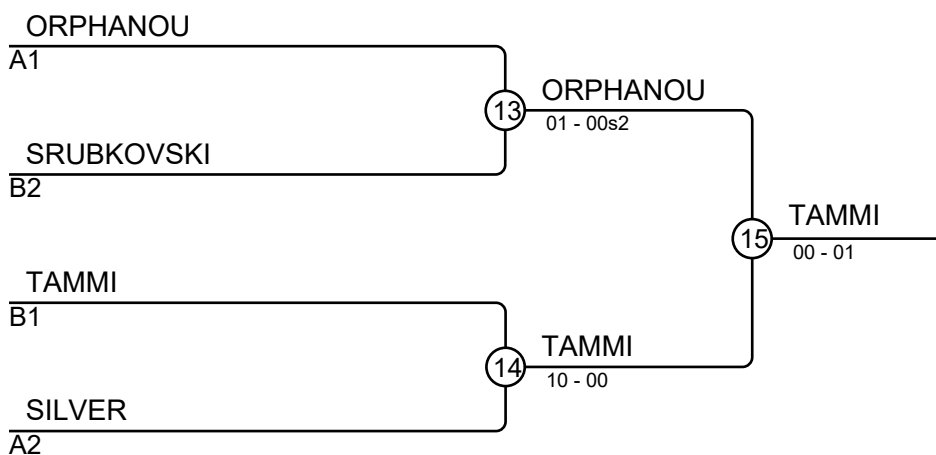 ORPHANOU
A1
13
ORPHANOU
01 - 00s2
SRUBKOVSKI
B2
15
TAMMI
00 - 01
TAMMI
B1
14
TAMMI
10 - 00
SILVER
A2